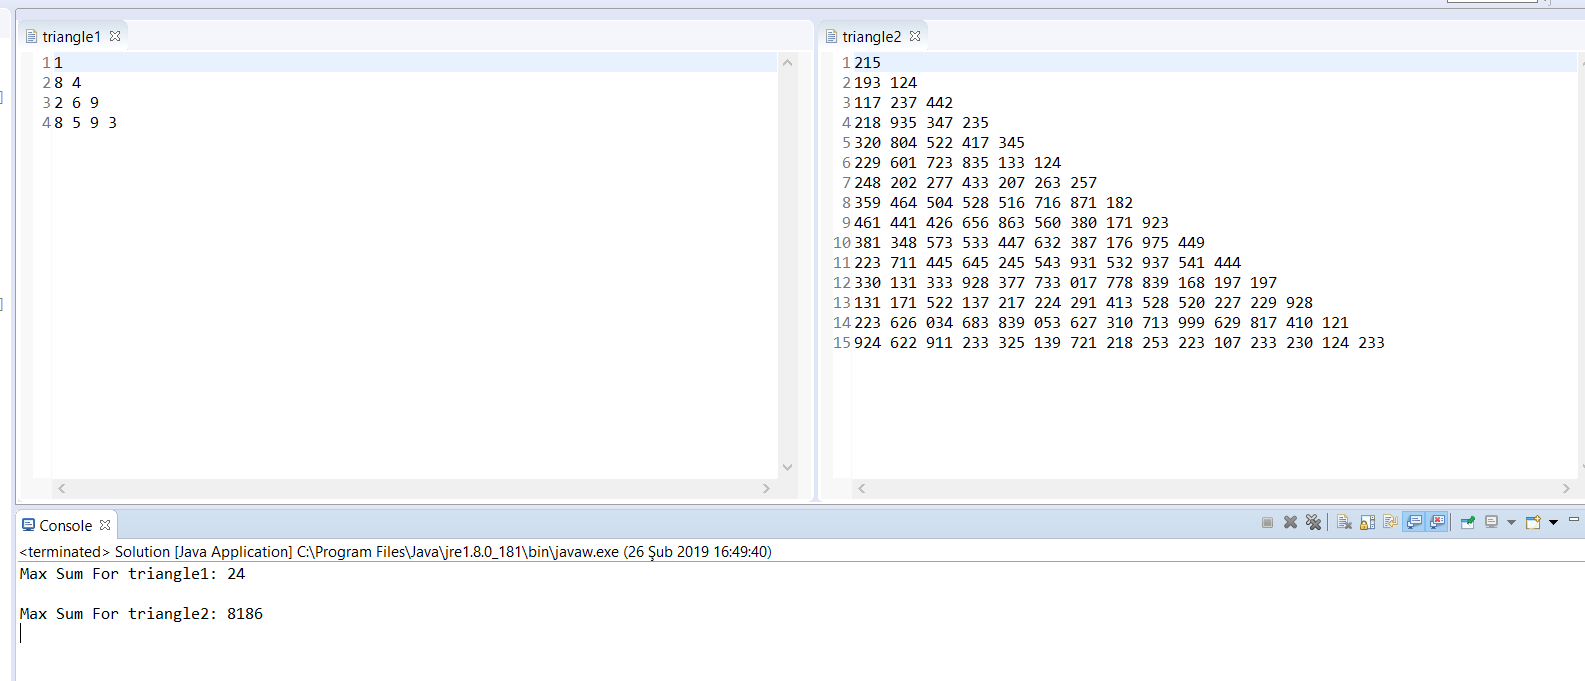 triangle1
1 1
2 8 4
3 2 6 9
4 8 5 9 3
triangle2
1 215
2 193 124
3 117 237 442
4 218 935 347 235
5 320 804 522 417 345
6 229 601 723 835 133 124
7 248 202 277 433 207 263 257
8 359 464 504 528 516 716 871 182
9 461 441 426 656 863 560 380 171 923
10 381 348 573 533 447 632 387 176 975 449
11 223 711 445 645 245 543 931 532 937 541 444
12 330 131 333 928 377 733 017 778 839 168 197 197
13 131 171 522 137 217 224 291 413 528 520 227 229 928
14 223 626 034 683 839 053 627 310 713 999 629 817 410 121
15 924 622 911 233 325 139 721 218 253 223 107 233 230 124 233
Console
<terminated> Solution [Java Application] C:\Program Files\Java\jre1.8.0_181\bin\javaw.exe (26 Şub 2019 16:49:40)
Max Sum For triangle1: 24
Max Sum For triangle2: 8186